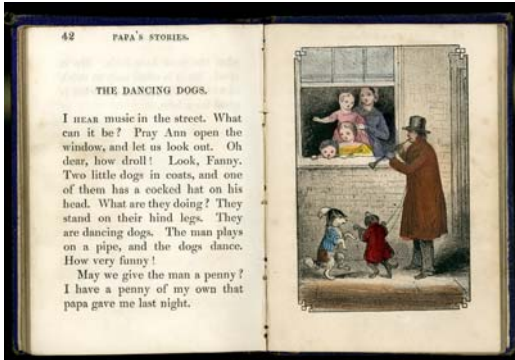 42 PAPA'S STORIES.
THE DANCING DOGS.
I HEAR music in the street. What
can it be? Pray Ann open the
window, and let us look out. Oh
dear, how droll! Look, Fanny.
Two little dogs in coats, and one
of them has a cocked hat on his
head. What are they doing? They
stand on their hind legs. They
are dancing dogs. The man plays
on a pipe, and the dogs dance.
How very funny!
May we give the man a penny?
I have a penny of my own that
papa gave me last night.